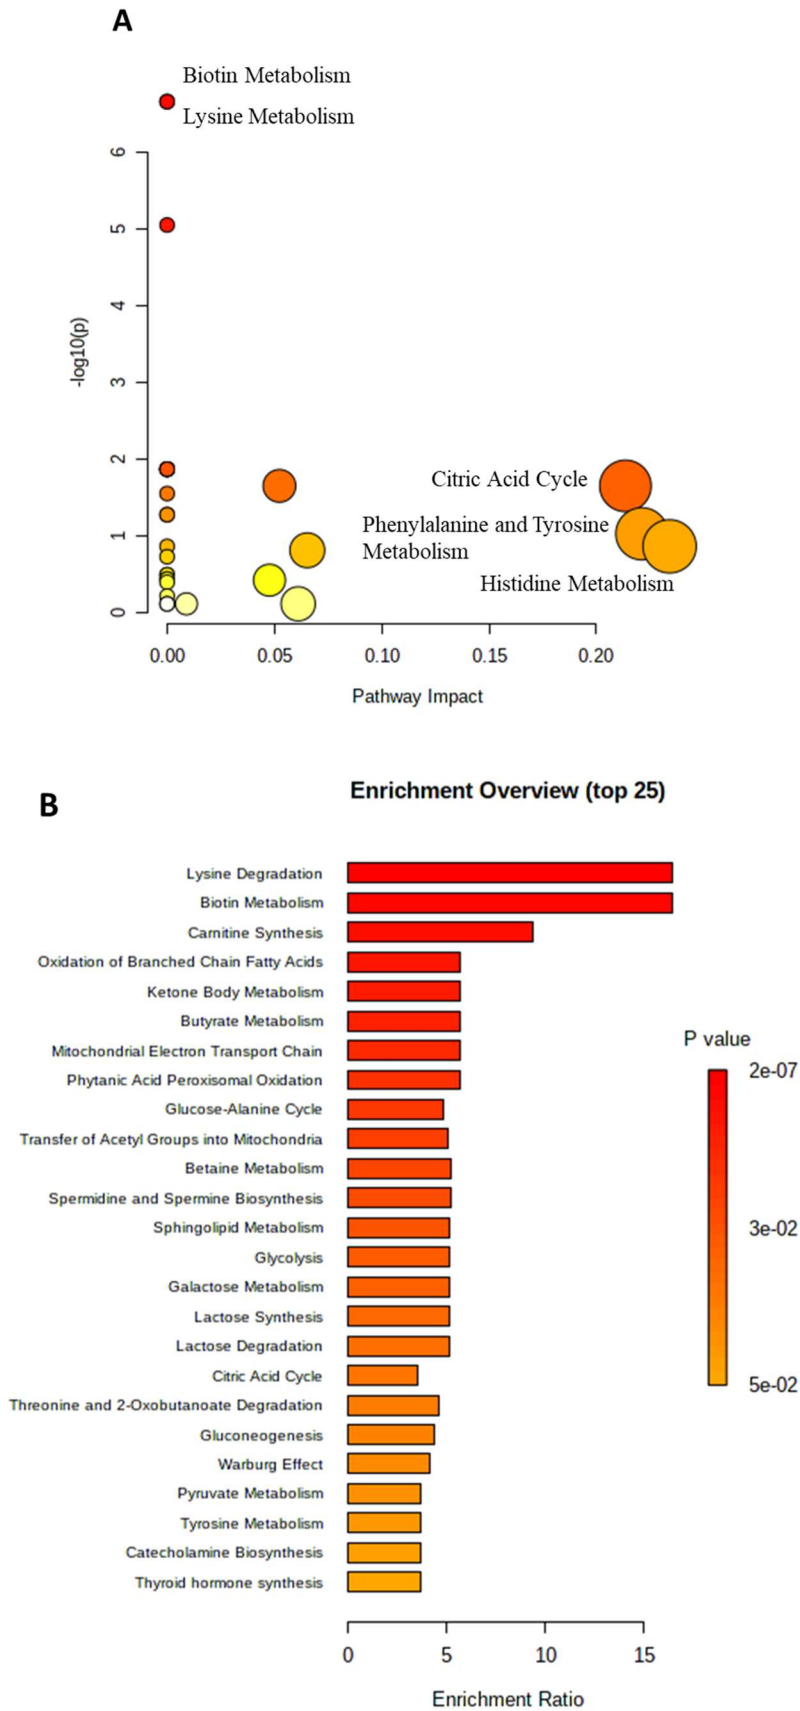 A
Biotin Metabolism
Lysine Metabolism
6
5
4
3
2
1
0
-log10(p)
Citric Acid Cycle
Phenylalanine and Tyrosine
Metabolism
Histidine Metabolism
0.00 0.05 0.10 0.15 0.20
Pathway Impact
B
Enrichment Overview (top 25)
Lysine Degradation
Biotin Metabolism
Carnitine Synthesis
Oxidation of Branched Chain Fatty Acids
Ketone Body Metabolism
Butyrate Metabolism
Mitochondrial Electron Transport Chain
Phytanic Acid Peroxisomal Oxidation
Glucose-Alanine Cycle
Transfer of Acetyl Groups into Mitochondria
Betaine Metabolism
Spermidine and Spermine Biosynthesis
Sphingolipid Metabolism
Glycolysis
Galactose Metabolism
Lactose Synthesis
Lactose Degradation
Citric Acid Cycle
Threonine and 2-Oxobutanoate Degradation
Gluconeogenesis
Warburg Effect
Pyruvate Metabolism
Tyrosine Metabolism
Catecholamine Biosynthesis
Thyroid hormone synthesis
P value
2e-07
3e-02
5e-02
0 5 10 15
Enrichment Ratio